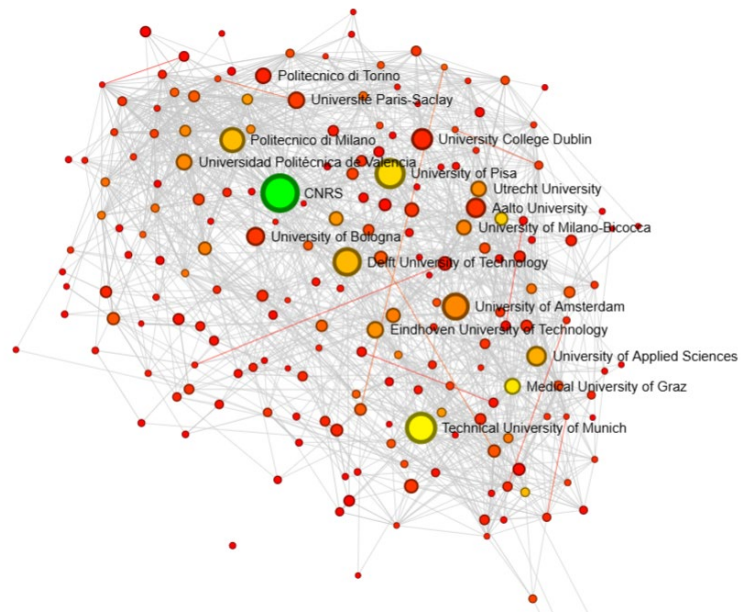 Politecnico di Torino
Université Paris-Saclay
Politecnico di Milano
University College Dublin
Universidad Politécnica de Valencia
University of Pisa
CNRS
Utrecht University
Aalto University
University of Milano-Bicocca
University of Bologna
Delft University of Technology
University of Amsterdam
Eindhoven University of Technology
University of Applied Sciences
Medical University of Graz
Technical University of Munich